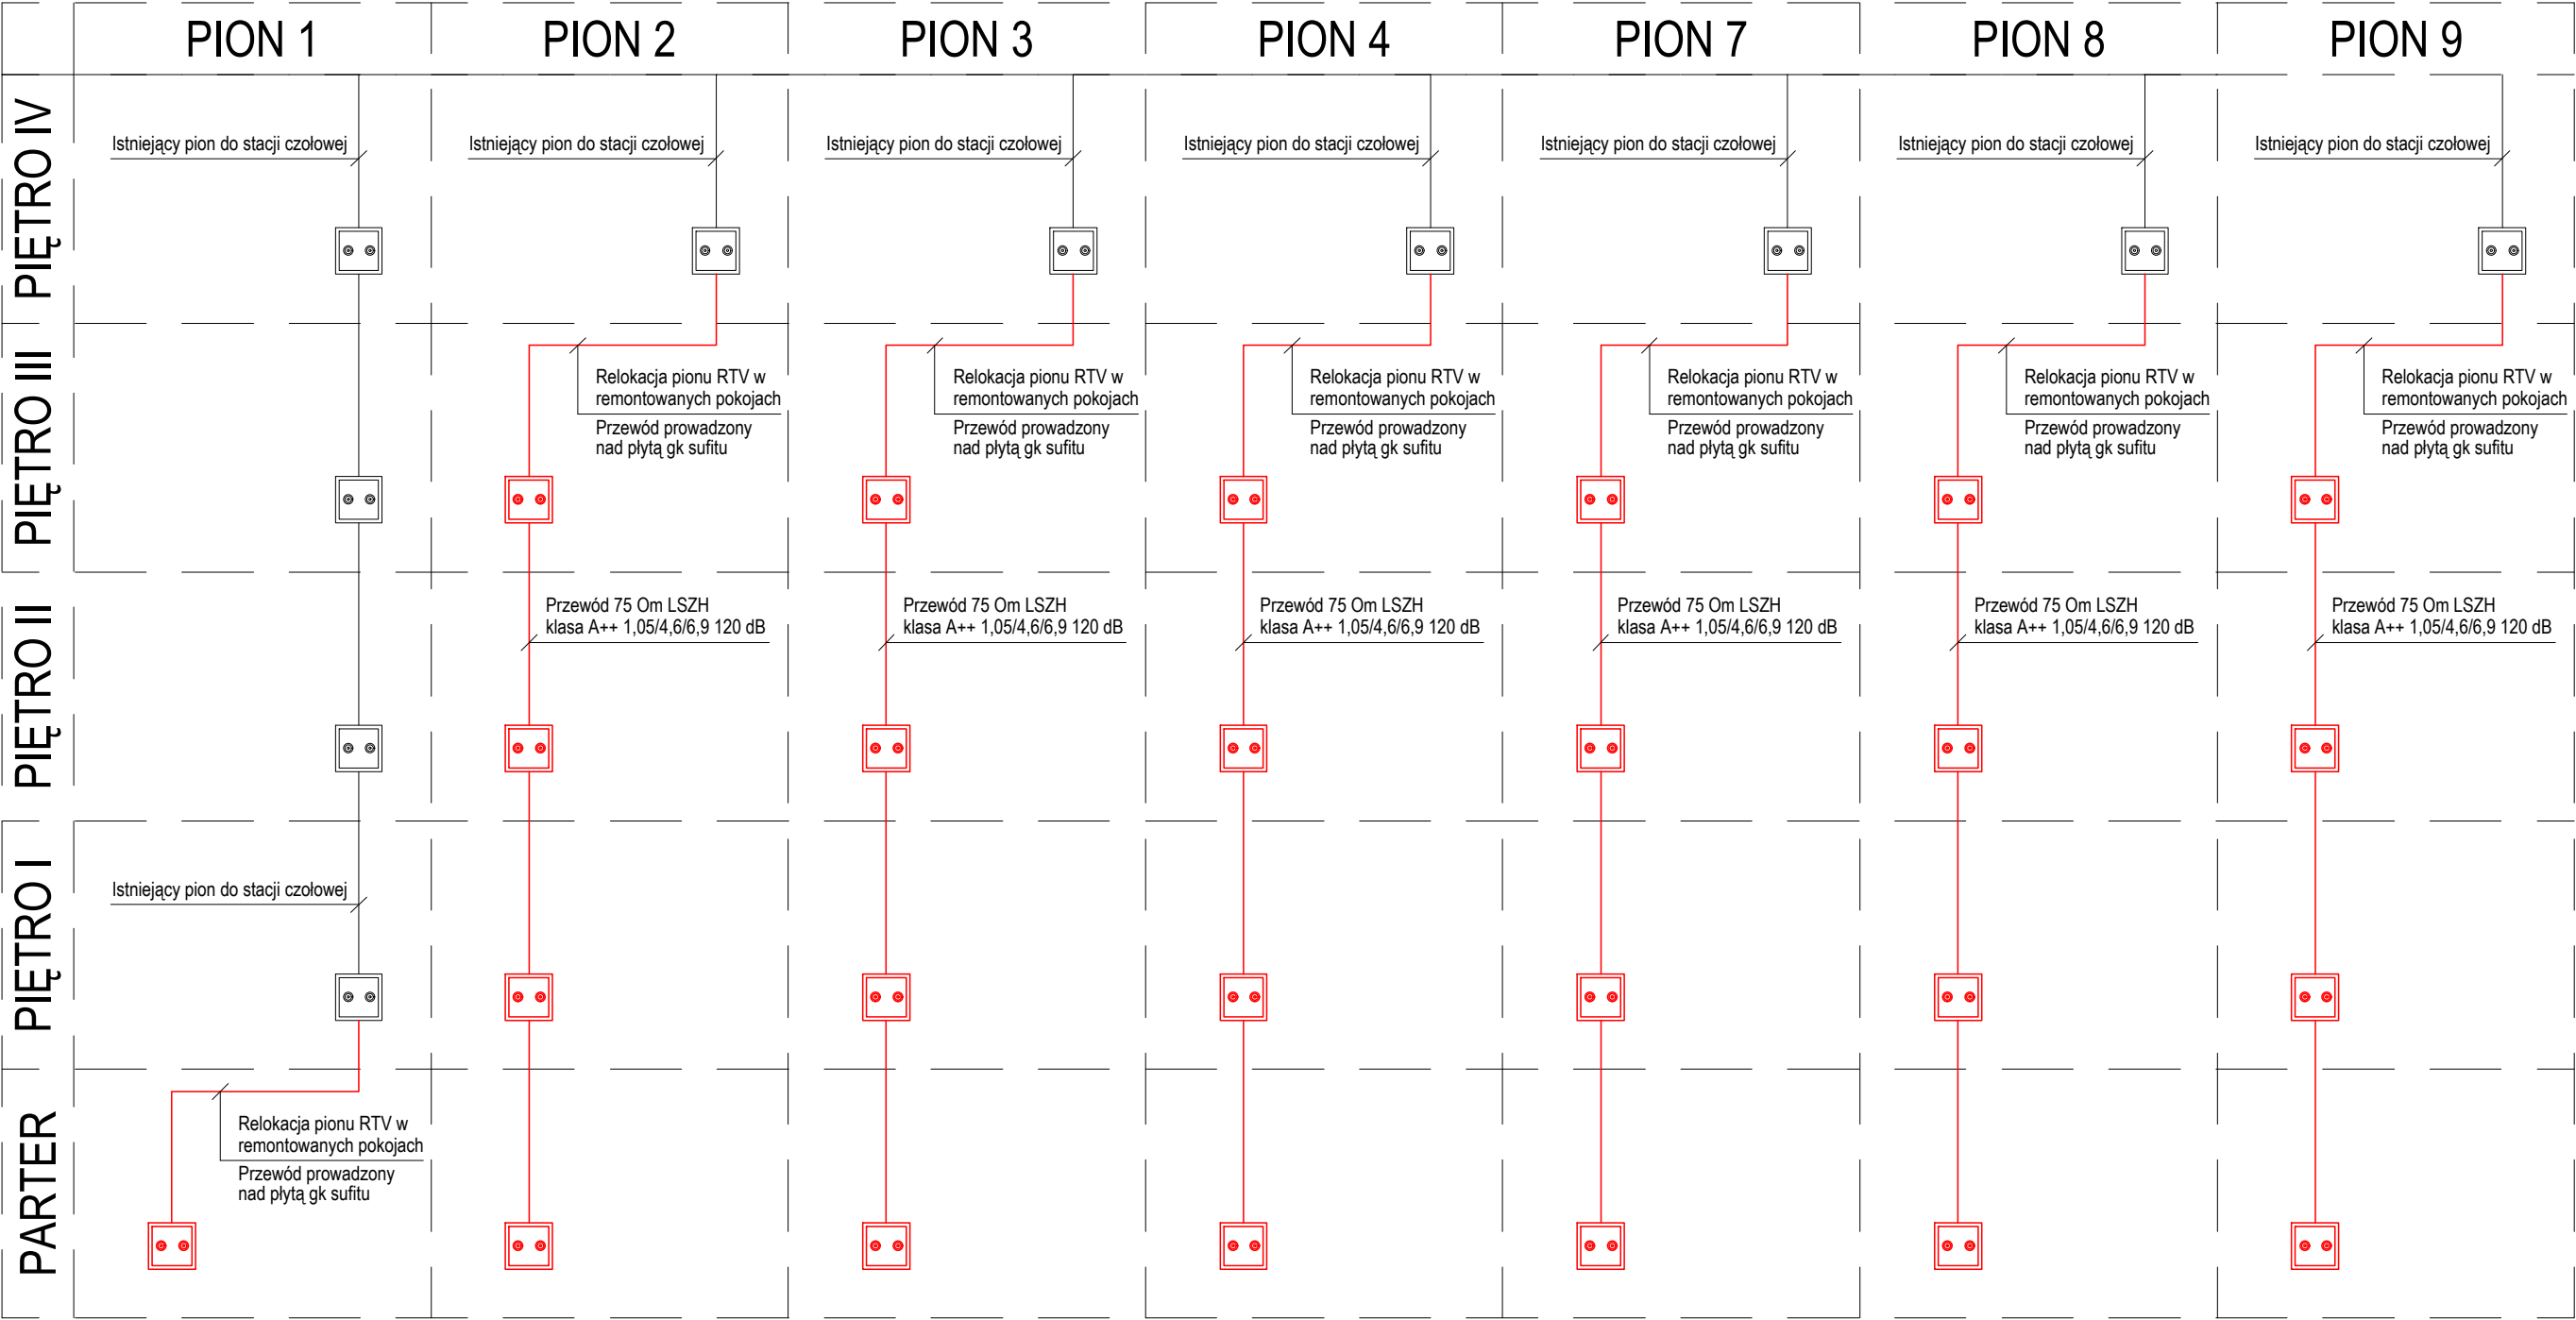 PION 1
PION 2
PION 3
PION 4
PION 7
PION 8
PION 9
PIĘTRO IV
Istniejący pion do stacji czołowej
Istniejący pion do stacji czołowej
Istniejący pion do stacji czołowej
Istniejący pion do stacji czołowej
Istniejący pion do stacji czołowej
Istniejący pion do stacji czołowej
Istniejący pion do stacji czołowej
PIĘTRO III
Relokacja pionu RTV w
remontowanych pokojach
Przewód prowadzony
nad płytą gk sufitu
Relokacja pionu RTV w
remontowanych pokojach
Przewód prowadzony
nad płytą gk sufitu
Relokacja pionu RTV w
remontowanych pokojach
Przewód prowadzony
nad płytą gk sufitu
Relokacja pionu RTV w
remontowanych pokojach
Przewód prowadzony
nad płytą gk sufitu
Relokacja pionu RTV w
remontowanych pokojach
Przewód prowadzony
nad płytą gk sufitu
Relokacja pionu RTV w
remontowanych pokojach
Przewód prowadzony
nad płytą gk sufitu
PIĘTRO II
Przewód 75 Om LSZH
klasa A++ 1,05/4,6/6,9 120 dB
Przewód 75 Om LSZH
klasa A++ 1,05/4,6/6,9 120 dB
Przewód 75 Om LSZH
klasa A++ 1,05/4,6/6,9 120 dB
Przewód 75 Om LSZH
klasa A++ 1,05/4,6/6,9 120 dB
Przewód 75 Om LSZH
klasa A++ 1,05/4,6/6,9 120 dB
Przewód 75 Om LSZH
klasa A++ 1,05/4,6/6,9 120 dB
PIĘTRO I
Istniejący pion do stacji czołowej
PARTER
Relokacja pionu RTV w
remontowanych pokojach
Przewód prowadzony
nad płytą gk sufitu